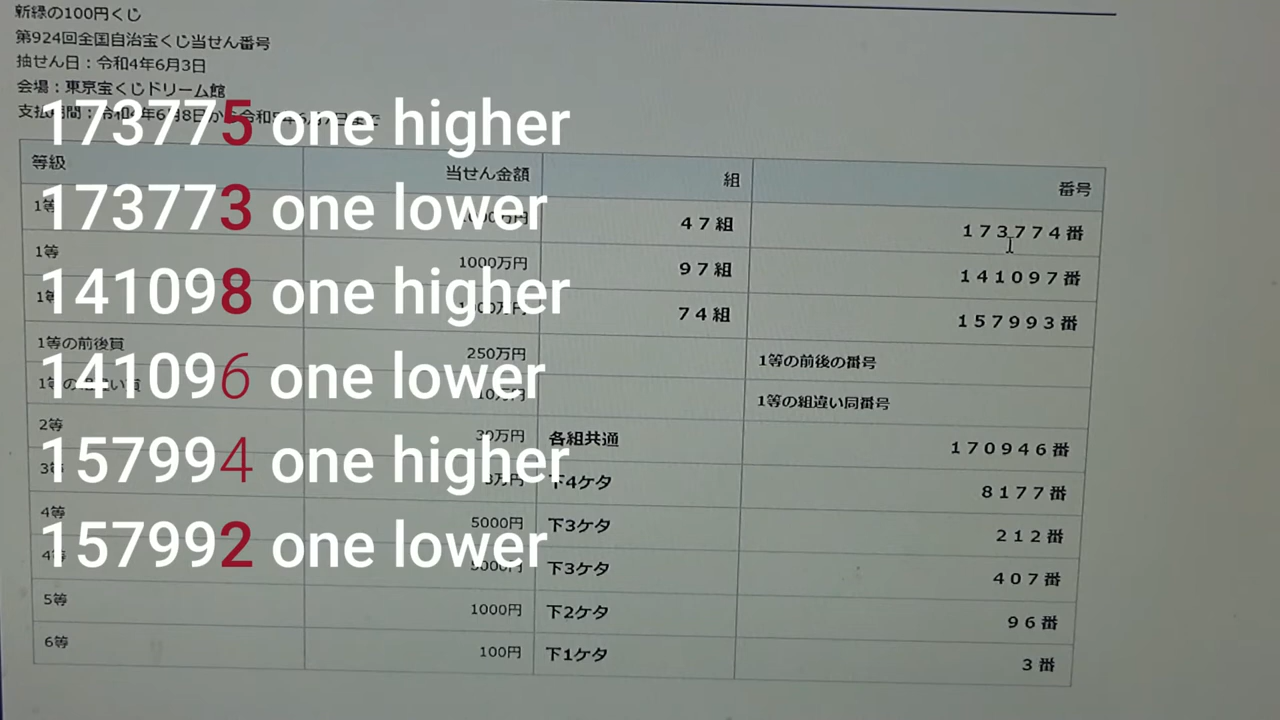 新緑の100円くじ
第924回全国自治宝くじ当せん番号
抽せん日：令和4年6月3日
会場：東京宝くじドリーム館
173775 one higher
173773 one lower
141098 one higher
141096 one lower
157994 one higher
157992 one lower
等級 当せん金額 組 番号
47組 173774番
1等 1000万円 97組 141097番
74組 157993番
1等の前後賞 250万円 1等の前後の番号
1等の組違い同番号
2等 30万円 各組共通 170946番
下4ケタ 8177番
4等 5000円 下3ケタ 212番
下3ケタ 407番
5等 1000円 下2ケタ 96番
6等 100円 下1ケタ 3番